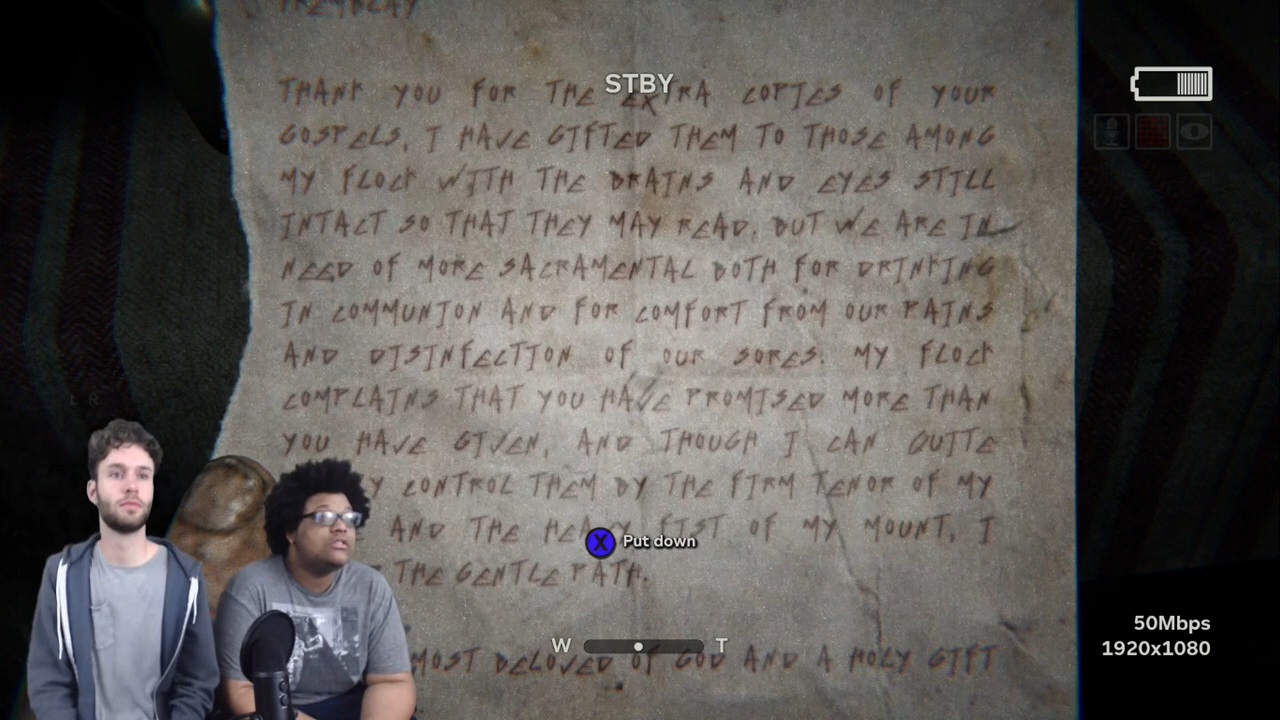 TREMBLAY
STBY
THANK YOU FOR THE EXTRA COPIES OF YOUR
GOSPELS, I HAVE GIFTED THEM TO THOSE AMONG
MY FLOCK WITH THE BRAINS AND EYES STILL
INTACT SO THAT THEY MAY READ. BUT WE ARE IN
NEED OF MORE SACRAMENTAL BOTH FOR DRINKING
IN COMMUNION AND FOR COMFORT FROM OUR PAINS
AND DISINFECTION OF OUR SORES. MY FLOCK
COMPLAINS THAT YOU HAVE PROMISED MORE THAN
YOU HAVE GIVEN, AND THOUGH I CAN QUITE
CONTROL THEM BY THE FIRM TENOR OF MY
AND THE HEAVY FIST OF MY MOUNT, I
THE GENTLE PATH.
X Put down
W T
MOST BELOVED OF GOD AND A HOLY GIFT
50Mbps
1920x1080